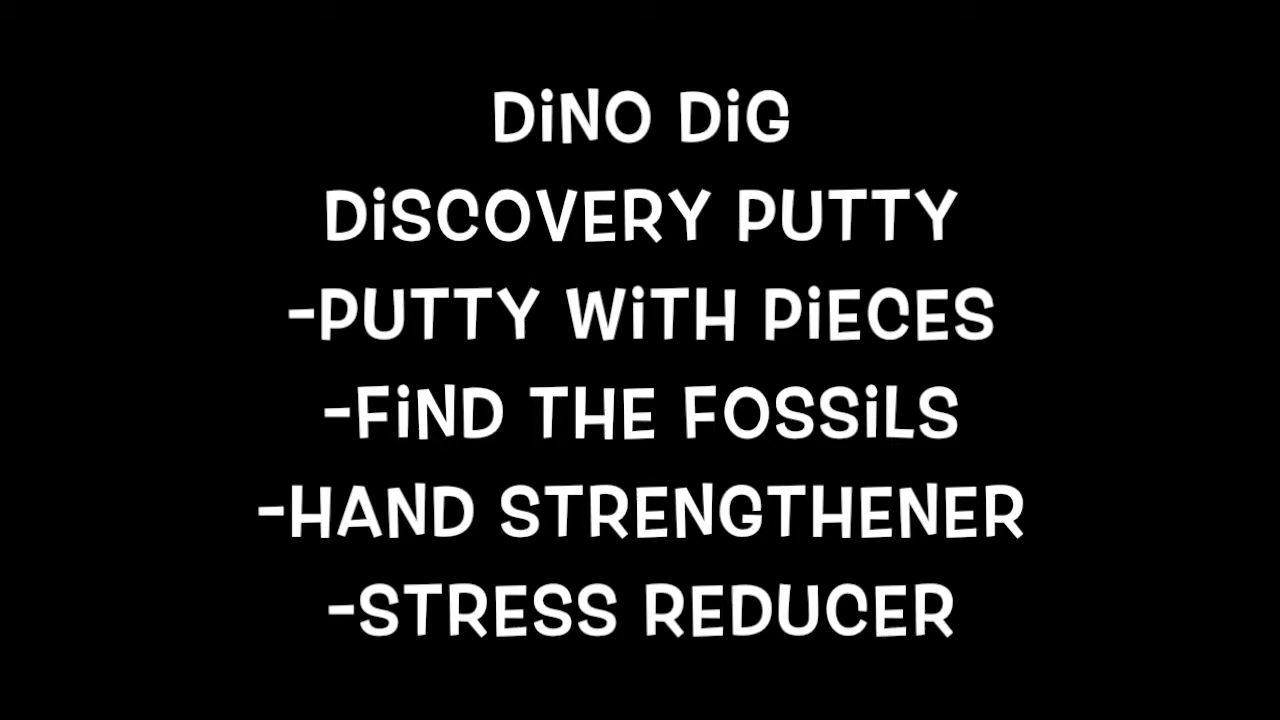 DiNO DiG
DiSCOVERY PUTTY
-PUTTY WiTH PiECES
-FiND THE FOSSiLS
-HAND STRENGTHENER
-STRESS REDUCER